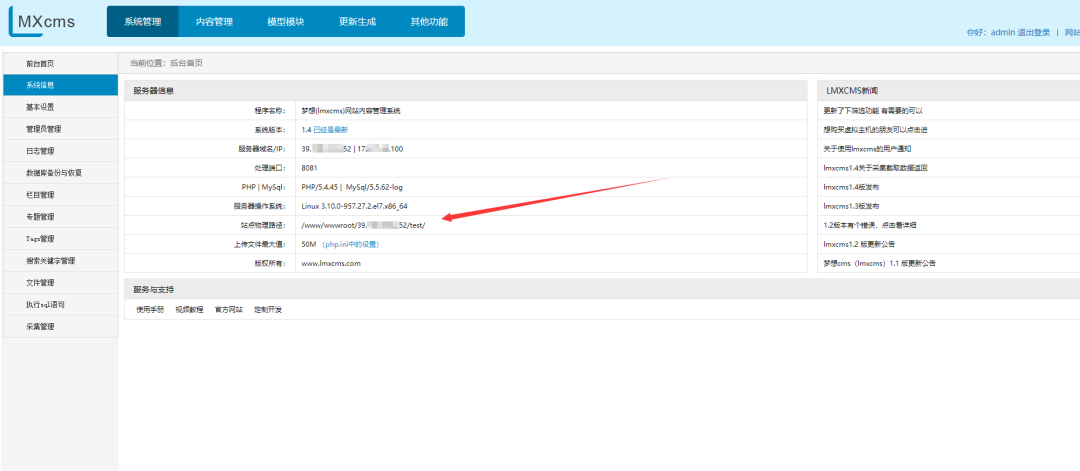 MXcms
系统管理 内容管理 模型模块 更新生成 其他功能
你好：admin 退出登录 | 网站
前台首页
系统信息
基本设置
管理员管理
日志管理
数据库备份与恢复
栏目管理
专题管理
Tags管理
搜索关键字管理
文件管理
执行sql语句
采集管理
当前位置：后台首页
服务器信息
程序名称： 梦想(lmxcms)网站内容管理系统
系统版本： 1.4 已经是最新
服务器域名/IP： 39. 52 | 17. .100
处理端口： 8081
PHP | MySql： PHP/5.4.45 | MySql/5.5.62-log
服务器操作系统： Linux 3.10.0-957.27.2.el7.x86_64
站点物理路径： /www/wwwroot/39. 52/test/
上传文件最大值： 50M （php.ini中的设置）
版权所有： www.lmxcms.com
服务与支持
使用手册 视频教程 官方网站 定制开发
LMXCMS新闻
更新了下筛选功能 有需要的可以
想购买虚拟主机的朋友可以点击进
关于使用lmxcms的用户通知
lmxcms1.4关于采集截取数据返回
lmxcms1.4版发布
lmxcms1.3版发布
1.2版本有个错误、点击看详细
lmxcms1.2 版更新公告
梦想cms（lmxcms）1.1 版更新公告